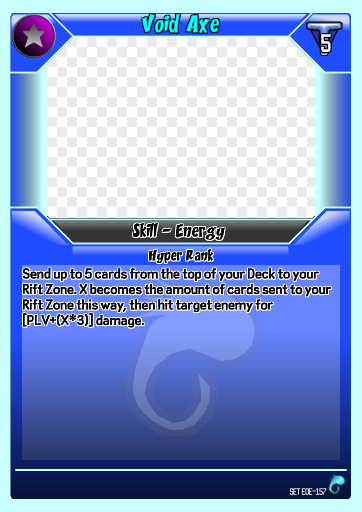 Void Axe
5
Skill - Energy
Hyper Rank
Send up to 5 cards from the top of your Deck to your
Rift Zone. X becomes the amount of cards sent to your
Rift Zone this way, then hit target enemy for
[PLV+(X*3)] damage.
SET EOE-157